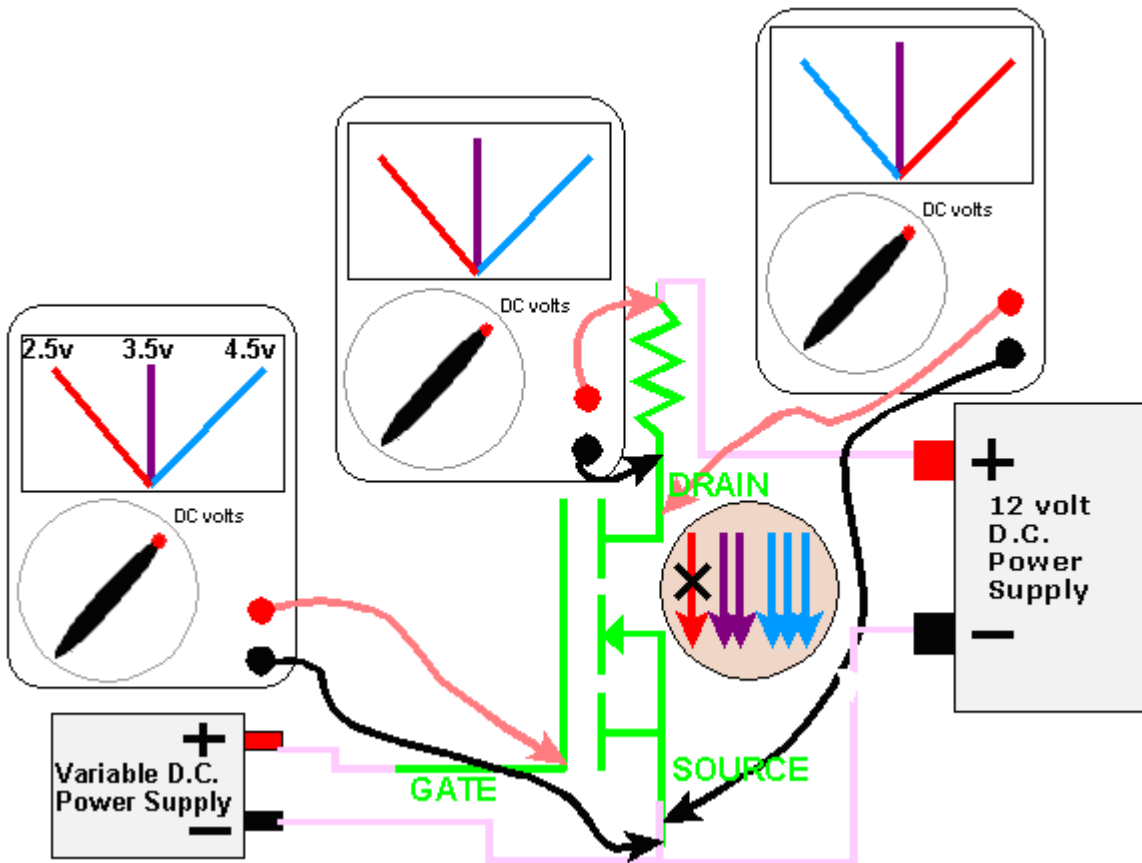 DC volts
DC volts
2.5v 3.5v 4.5v
DC volts
DRAIN
+
12 volt
D.C.
Power
Supply
−
SOURCE
GATE
+
Variable D.C.
Power Supply
−